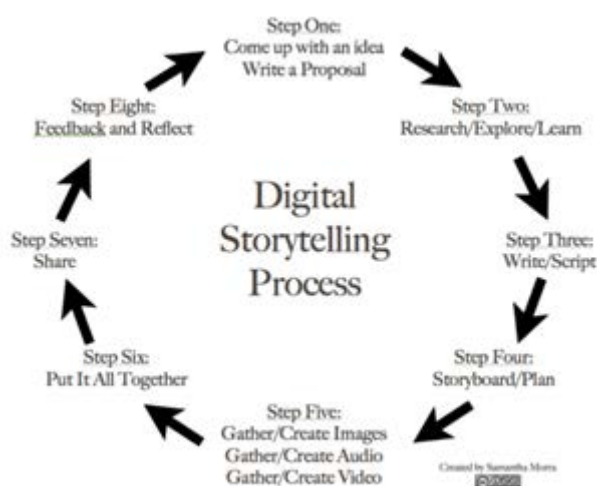 Digital
Storytelling
Process
Step One:
Come up with an idea
Write a Proposal
Step Two:
Research/Explore/Learn
Step Three:
Write/Script
Step Four:
Storyboard/Plan
Step Five:
Gather/Create Images
Gather/Create Audio
Gather/Create Video
Step Six:
Put It All Together
Step Seven:
Share
Step Eight:
Feedback and Reflect
Created by Samantha Morra